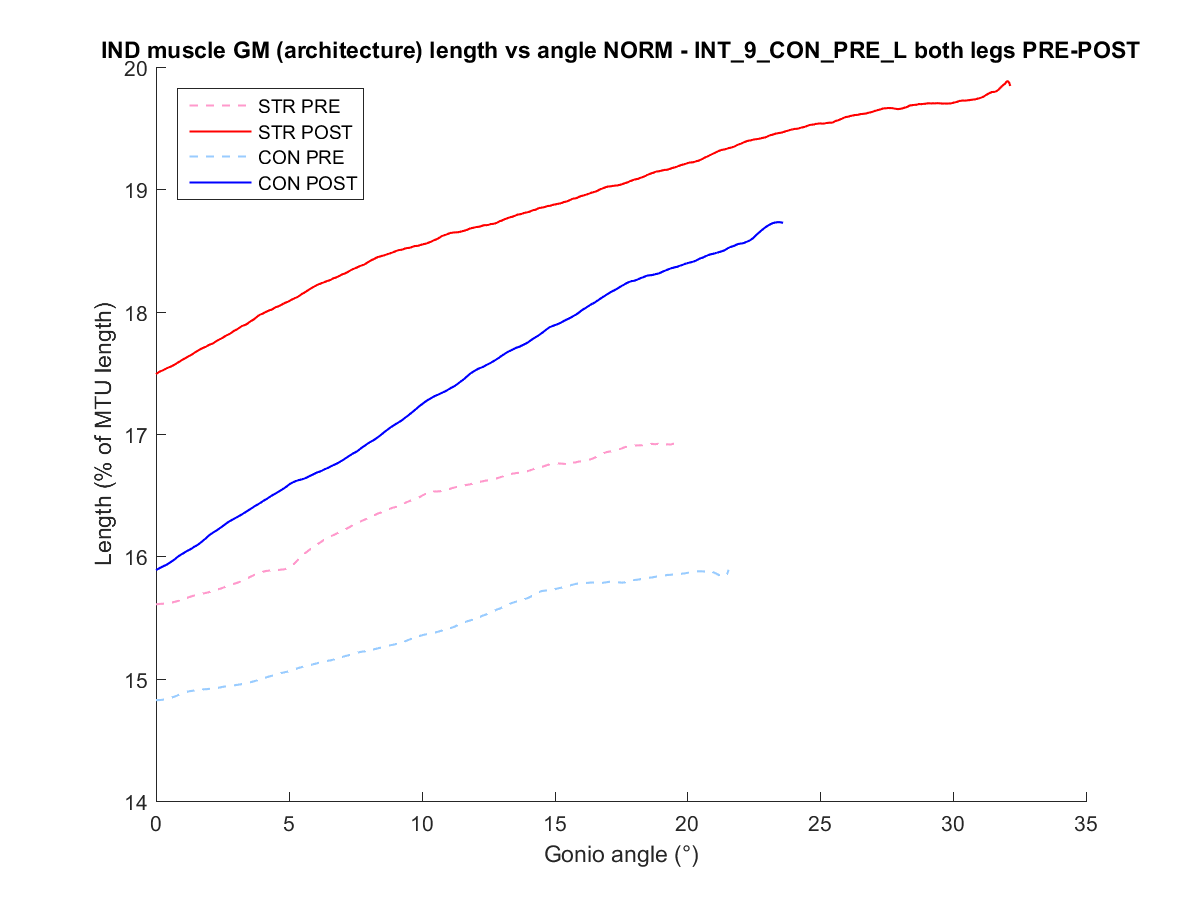 IND muscle GM (architecture) length vs angle NORM - INT_9_CON_PRE_L both legs PRE-POST
20
19
18
17
16
15
14
Length (% of MTU length)
STR PRE
STR POST
CON PRE
CON POST
0 5 10 15 20 25 30 35
Gonio angle (°)